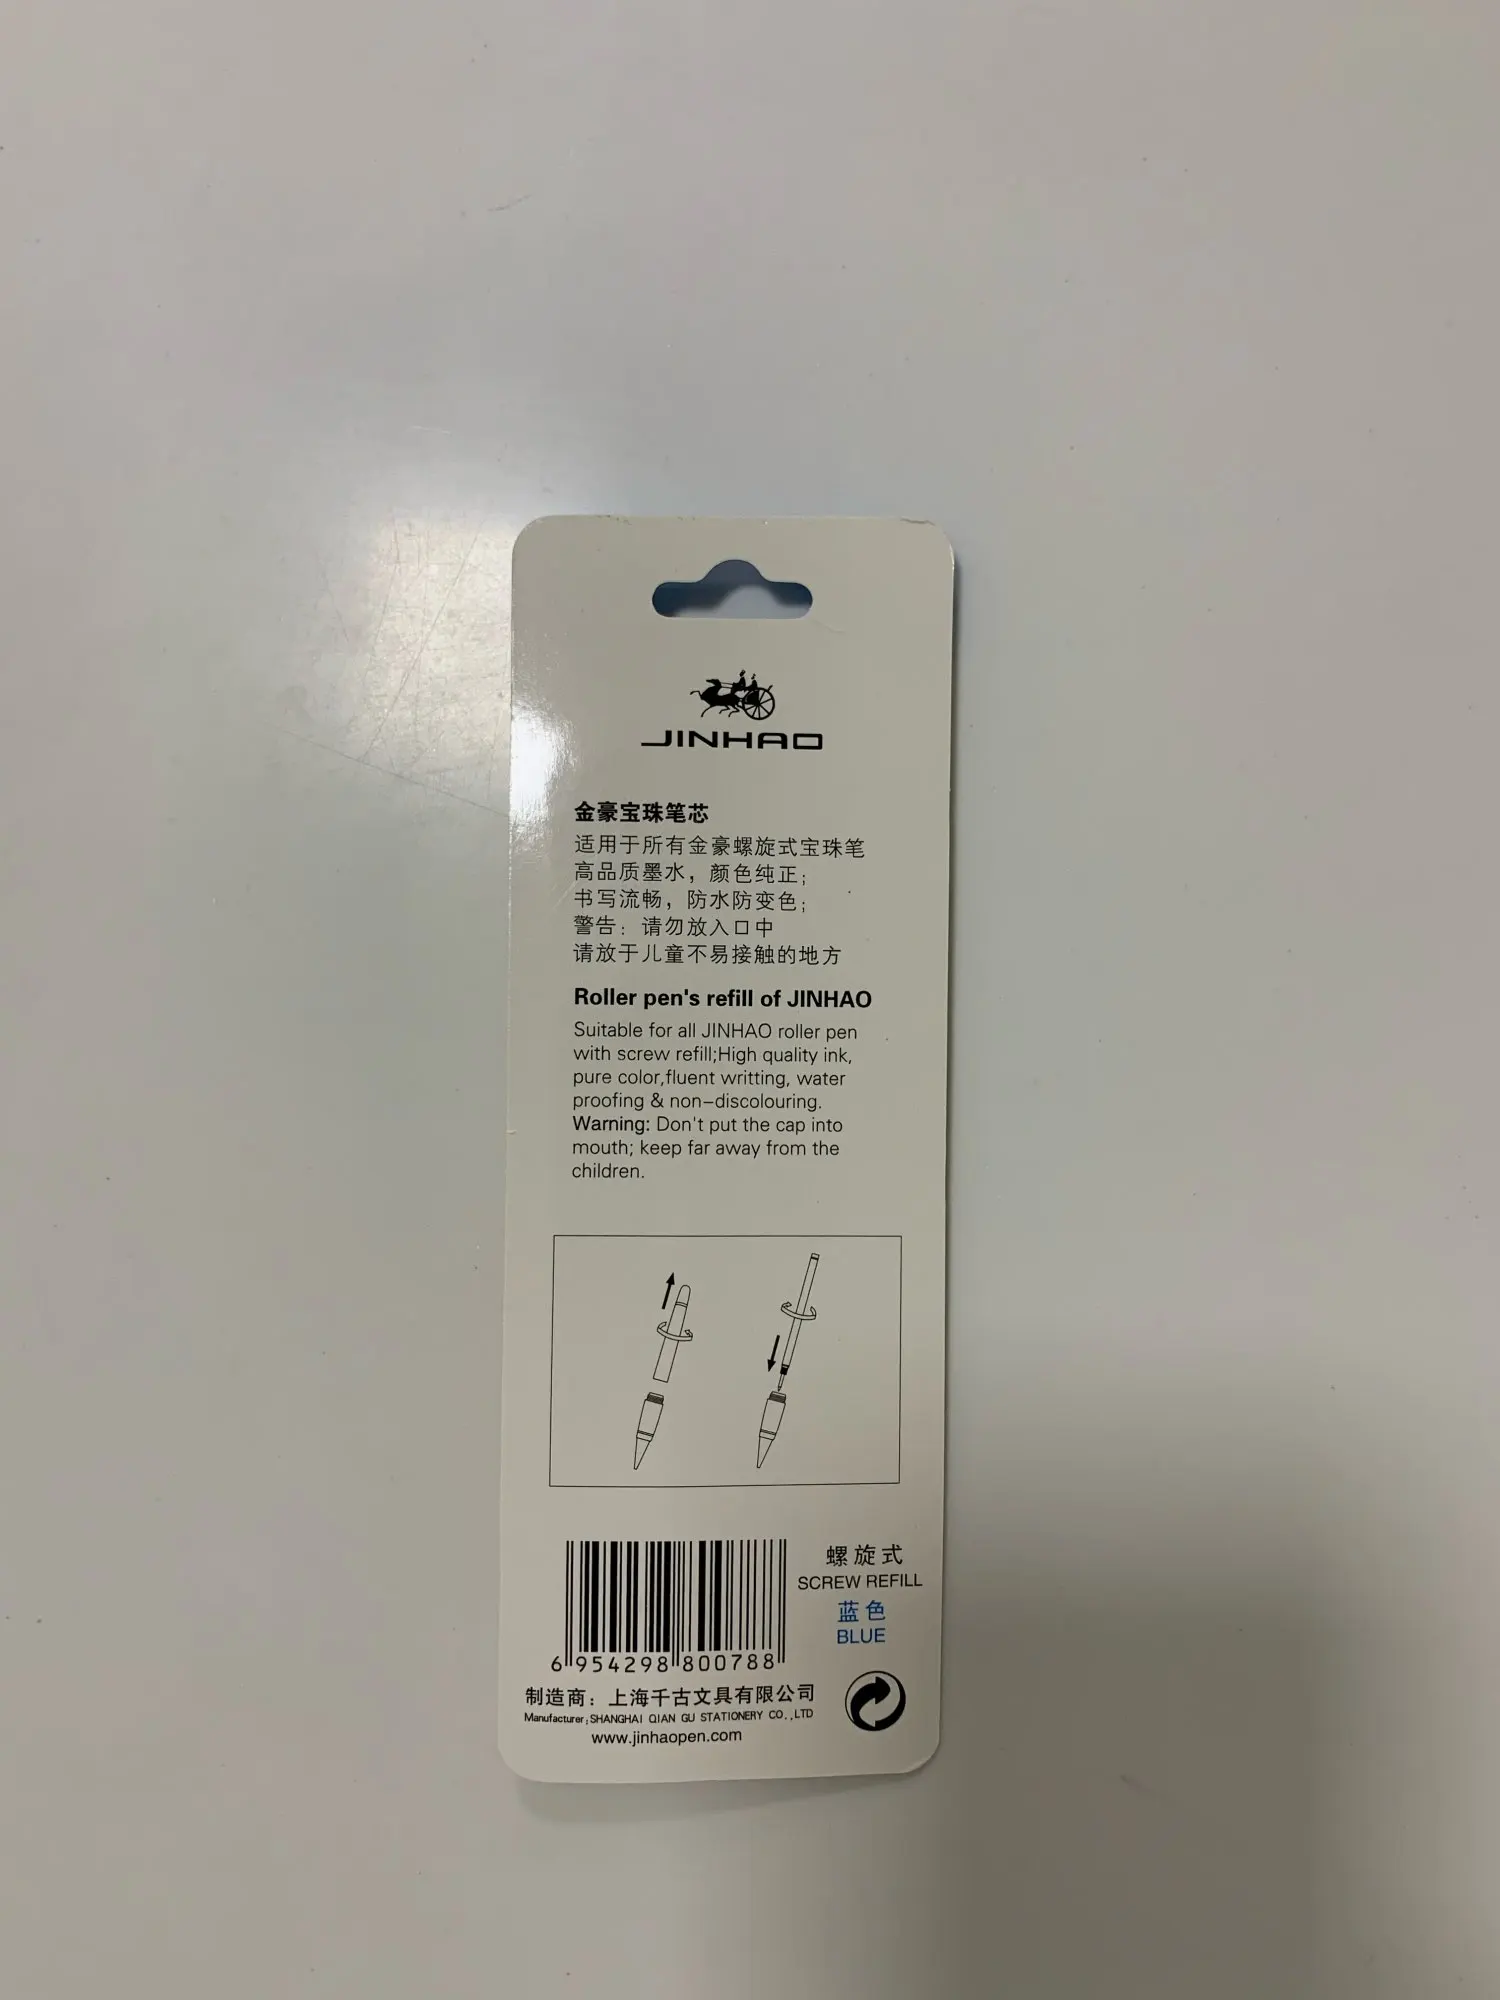 JINHAO
金豪宝珠笔芯
适用于所有金豪螺旋式宝珠笔
高品质墨水，颜色纯正；
书写流畅，防水防变色；
警告：请勿放入口中
请放于儿童不易接触的地方
Roller pen's refill of JINHAO
Suitable for all JINHAO roller pen
with screw refill;High quality ink,
pure color,fluent writting, water
proofing & non-discolouring.
Warning: Don't put the cap into
mouth; keep far away from the
children.
螺旋式
SCREW REFILL
蓝色
BLUE
6 954298 800788
制造商：上海千古文具有限公司
Manufacturer:SHANGHAI QIAN GU STATIONERY CO.,LTD
www.jinhaopen.com